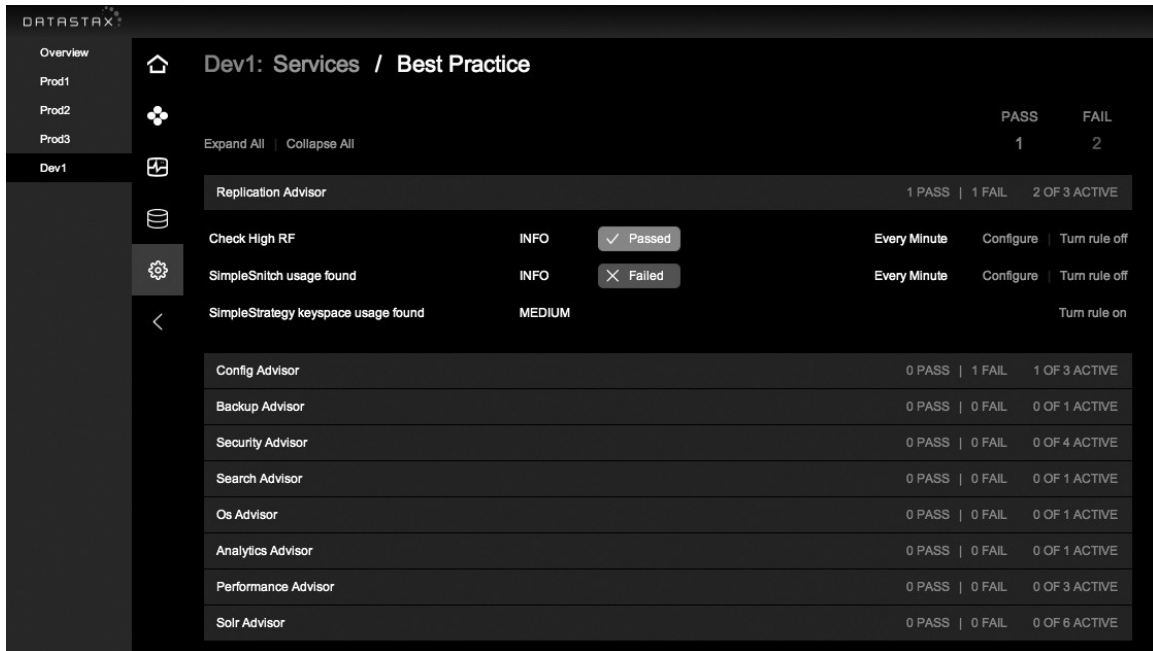 DATASTAX
Overview
Prod1
Prod2
Prod3
Dev1
Dev1: Services / Best Practice
PASS FAIL
Expand All | Collapse All 1 2
Replication Advisor 1 PASS | 1 FAIL 2 OF 3 ACTIVE
Check High RF INFO Passed Every Minute Configure | Turn rule off
SimpleSnitch usage found INFO Failed Every Minute Configure | Turn rule off
SimpleStrategy keyspace usage found MEDIUM Turn rule on
Config Advisor 0 PASS | 1 FAIL 1 OF 3 ACTIVE
Backup Advisor 0 PASS | 0 FAIL 0 OF 1 ACTIVE
Security Advisor 0 PASS | 0 FAIL 0 OF 4 ACTIVE
Search Advisor 0 PASS | 0 FAIL 0 OF 1 ACTIVE
Os Advisor 0 PASS | 0 FAIL 0 OF 1 ACTIVE
Analytics Advisor 0 PASS | 0 FAIL 0 OF 1 ACTIVE
Performance Advisor 0 PASS | 0 FAIL 0 OF 3 ACTIVE
Solr Advisor 0 PASS | 0 FAIL 0 OF 6 ACTIVE